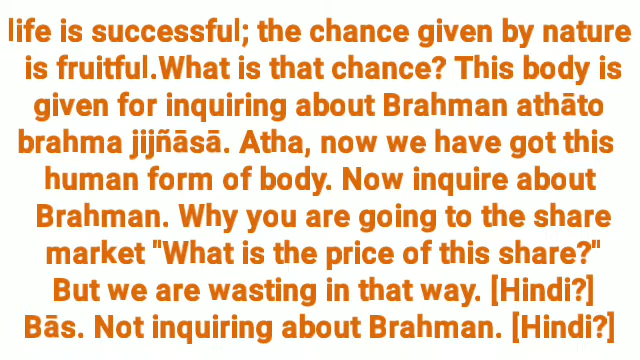 life is successful; the chance given by nature
is fruitful.What is that chance? This body is
given for inquiring about Brahman athāto
brahma jijñāsā. Atha, now we have got this
human form of body. Now inquire about
Brahman. Why you are going to the share
market "What is the price of this share?"
But we are wasting in that way. [Hindi?]
Bās. Not inquiring about Brahman. [Hindi?]